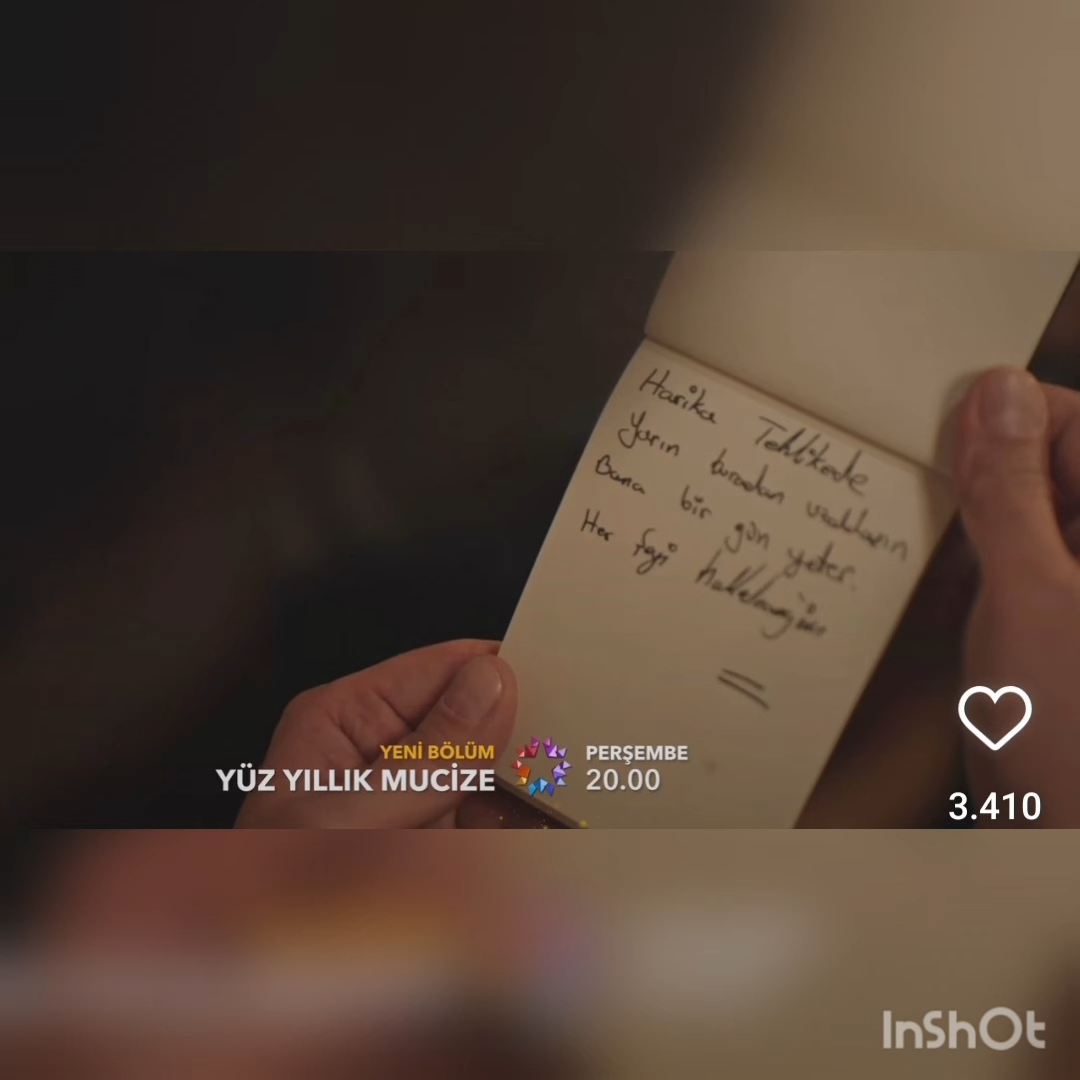 Harika Tehlikede
Yarın buradan uzaklaşın
Bana bir gün yeter.
Her şeyi
YENİ BÖLÜM
YÜZ YILLIK MUCİZE
PERŞEMBE
20.00
3.410
InShOt